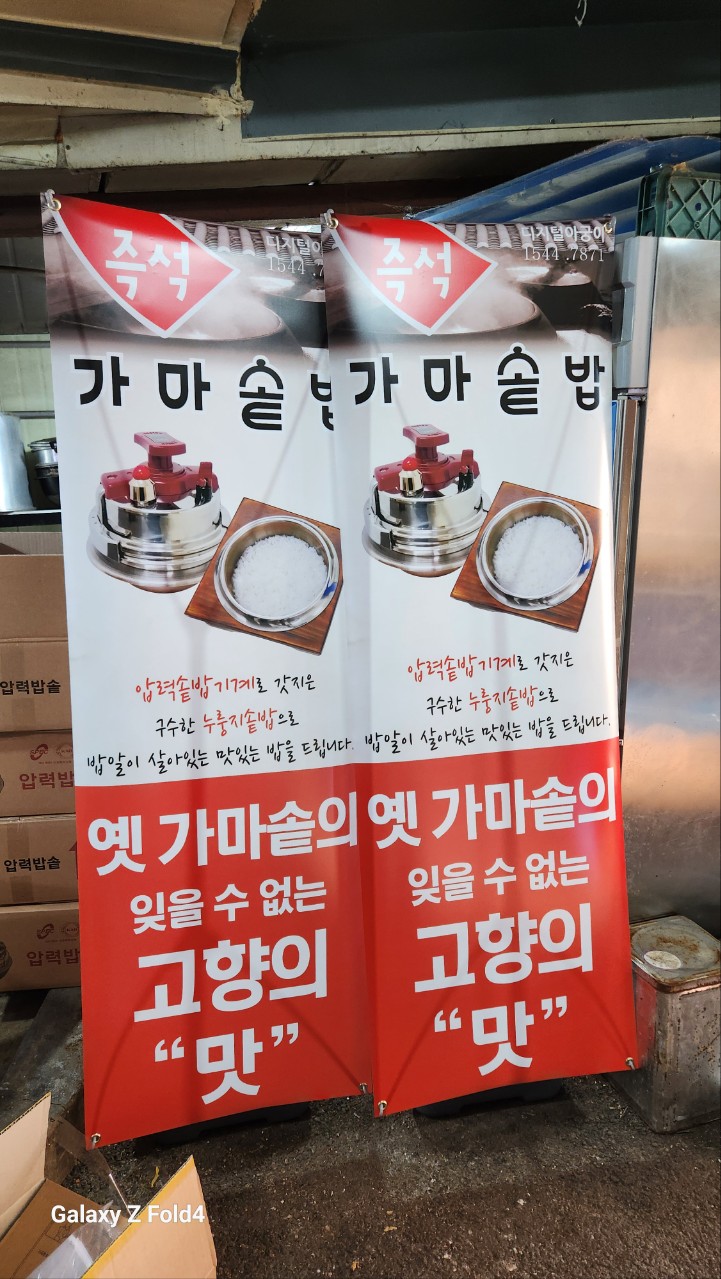 즉석
디지털아궁이
1544.7871
가마솥밥
압력솥밥기계로 갓지은
구수한 누룽지솥밥으로
밥알이 살아있는 맛있는 밥을 드립니다.
옛 가마솥의
잊을 수 없는
고향의
“맛”
즉석
디지털아궁이
1544.7871
가마솥밥
압력솥밥기계로 갓지은
구수한 누룽지솥밥으로
밥알이 살아있는 맛있는 밥을 드립니다.
옛 가마솥의
잊을 수 없는
고향의
“맛”
압력밥솥
압력밥
압력밥솥
압력밥
Galaxy Z Fold4